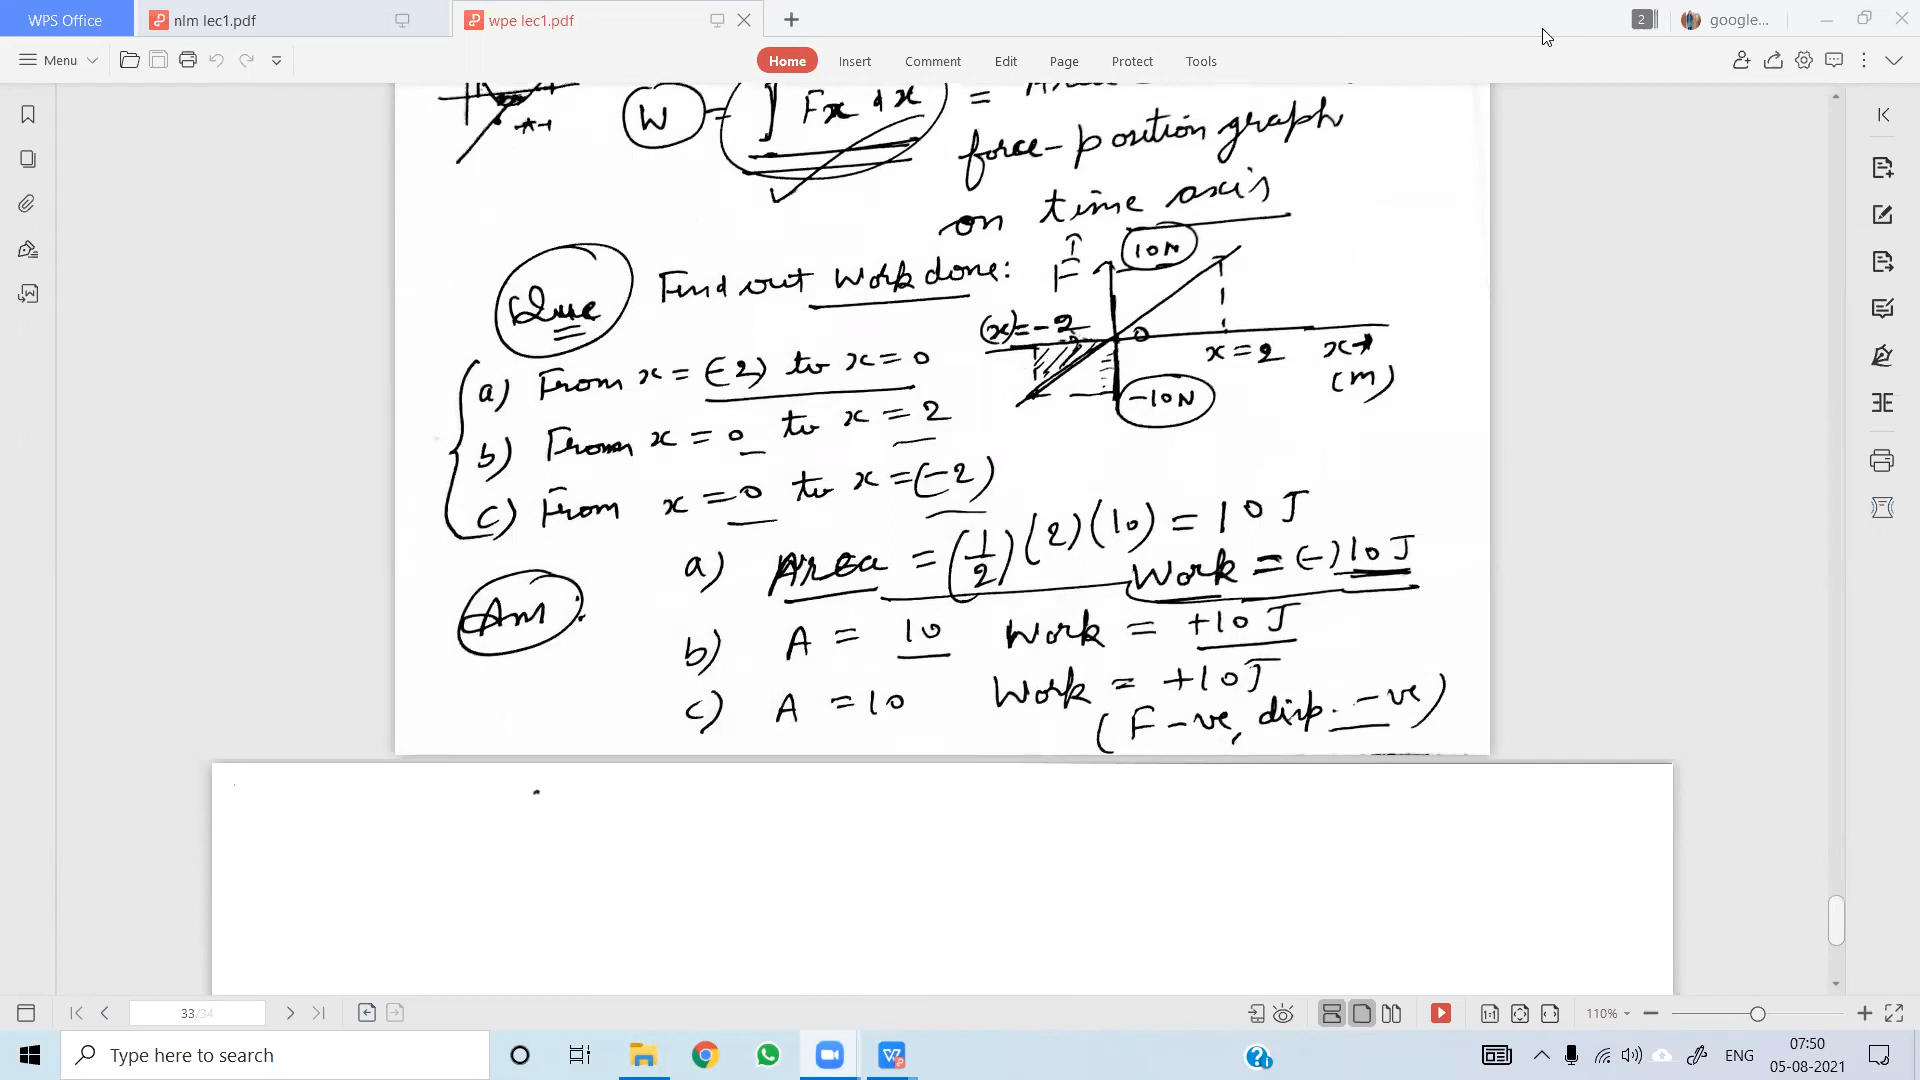 WPS Office nlm lec1.pdf wpe lec1.pdf 2 google...
Menu Home Insert Comment Edit Page Protect Tools
W = ∫ Fx dx =
force-position graph
on time axis
Que Find out work done:
F 10N
(x)=-2 0 x=2 x→
(m)
-10N
a) From x = (-2) to x = 0
b) From x = 0 to x = 2
c) From x = 0 to x = (-2)
Ans:
a) Area = (1/2)(2)(10) = 10 J
Work = (-)10 J
b) A = 10 Work = +10 J
c) A = 10 Work = +10J
(F -ve, disp. -ve)
33/34 110%
Type here to search ENG 07:50
05-08-2021